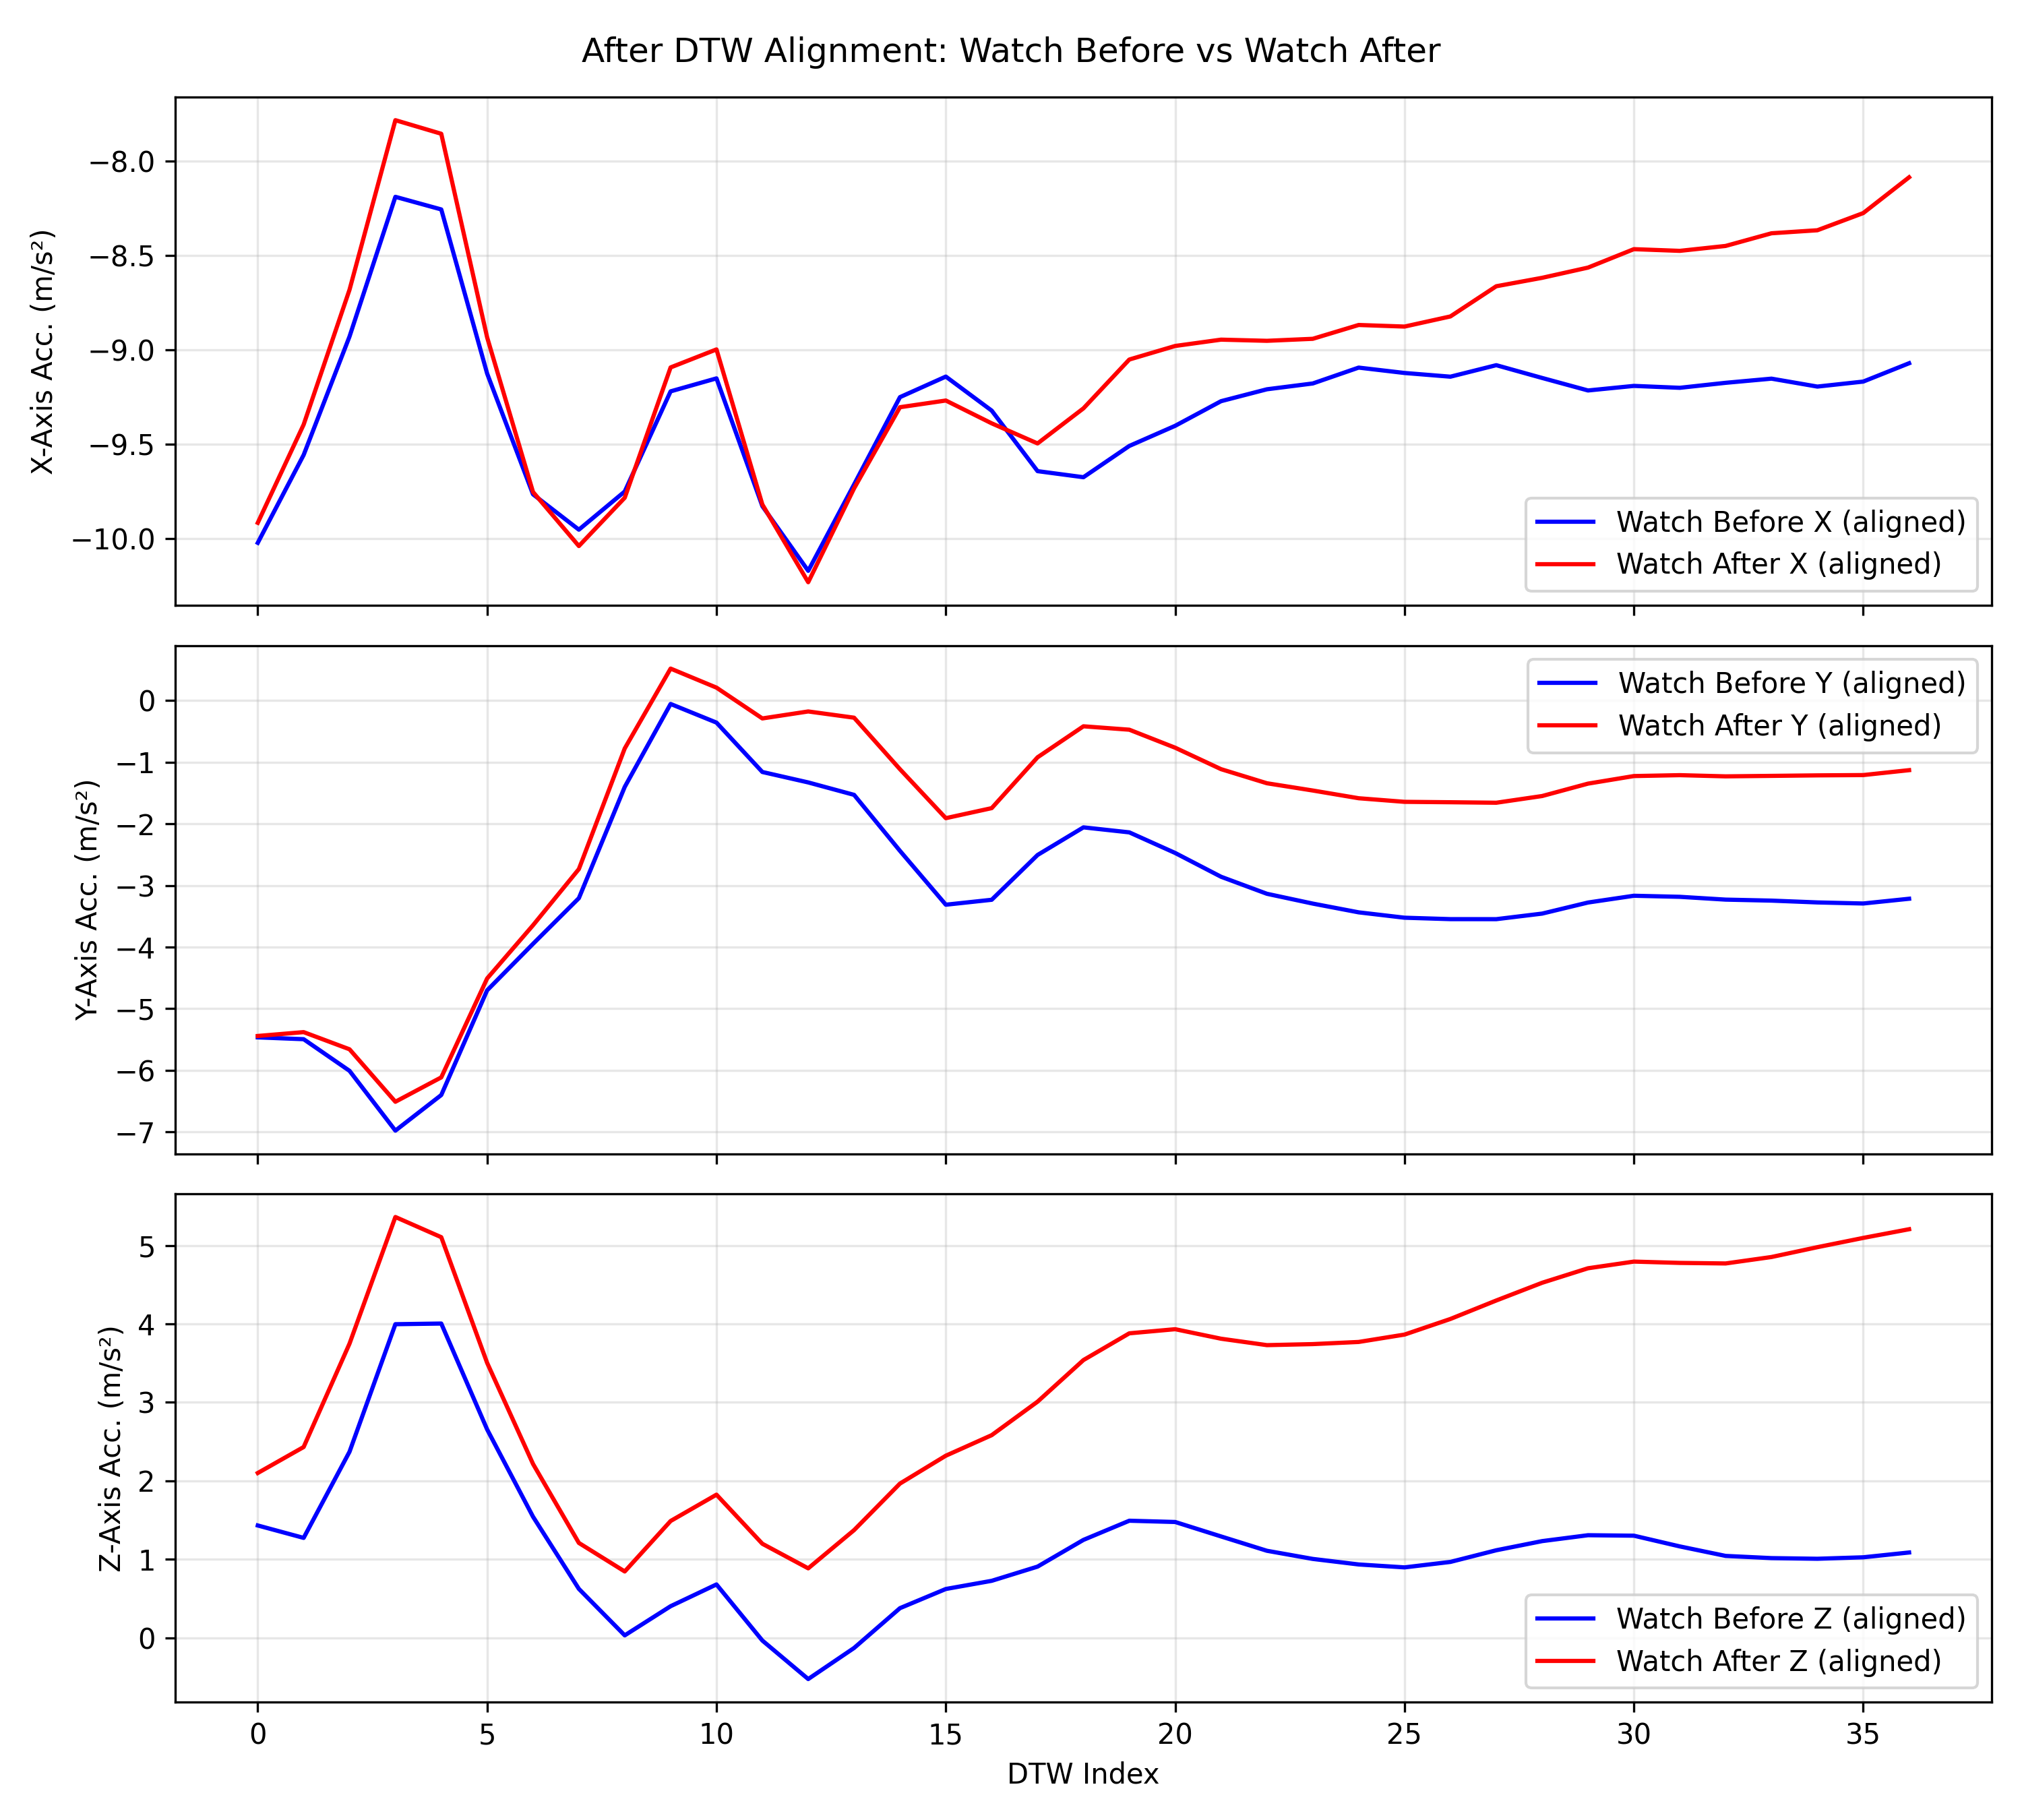 After DTW Alignment: Watch Before vs Watch After
X-Axis Acc. (m/s²)
−8.0
−8.5
−9.0
−9.5
−10.0
Watch Before X (aligned)
Watch After X (aligned)
Y-Axis Acc. (m/s²)
0
−1
−2
−3
−4
−5
−6
−7
Watch Before Y (aligned)
Watch After Y (aligned)
Z-Axis Acc. (m/s²)
5
4
3
2
1
0
Watch Before Z (aligned)
Watch After Z (aligned)
0 5 10 15 20 25 30 35
DTW Index